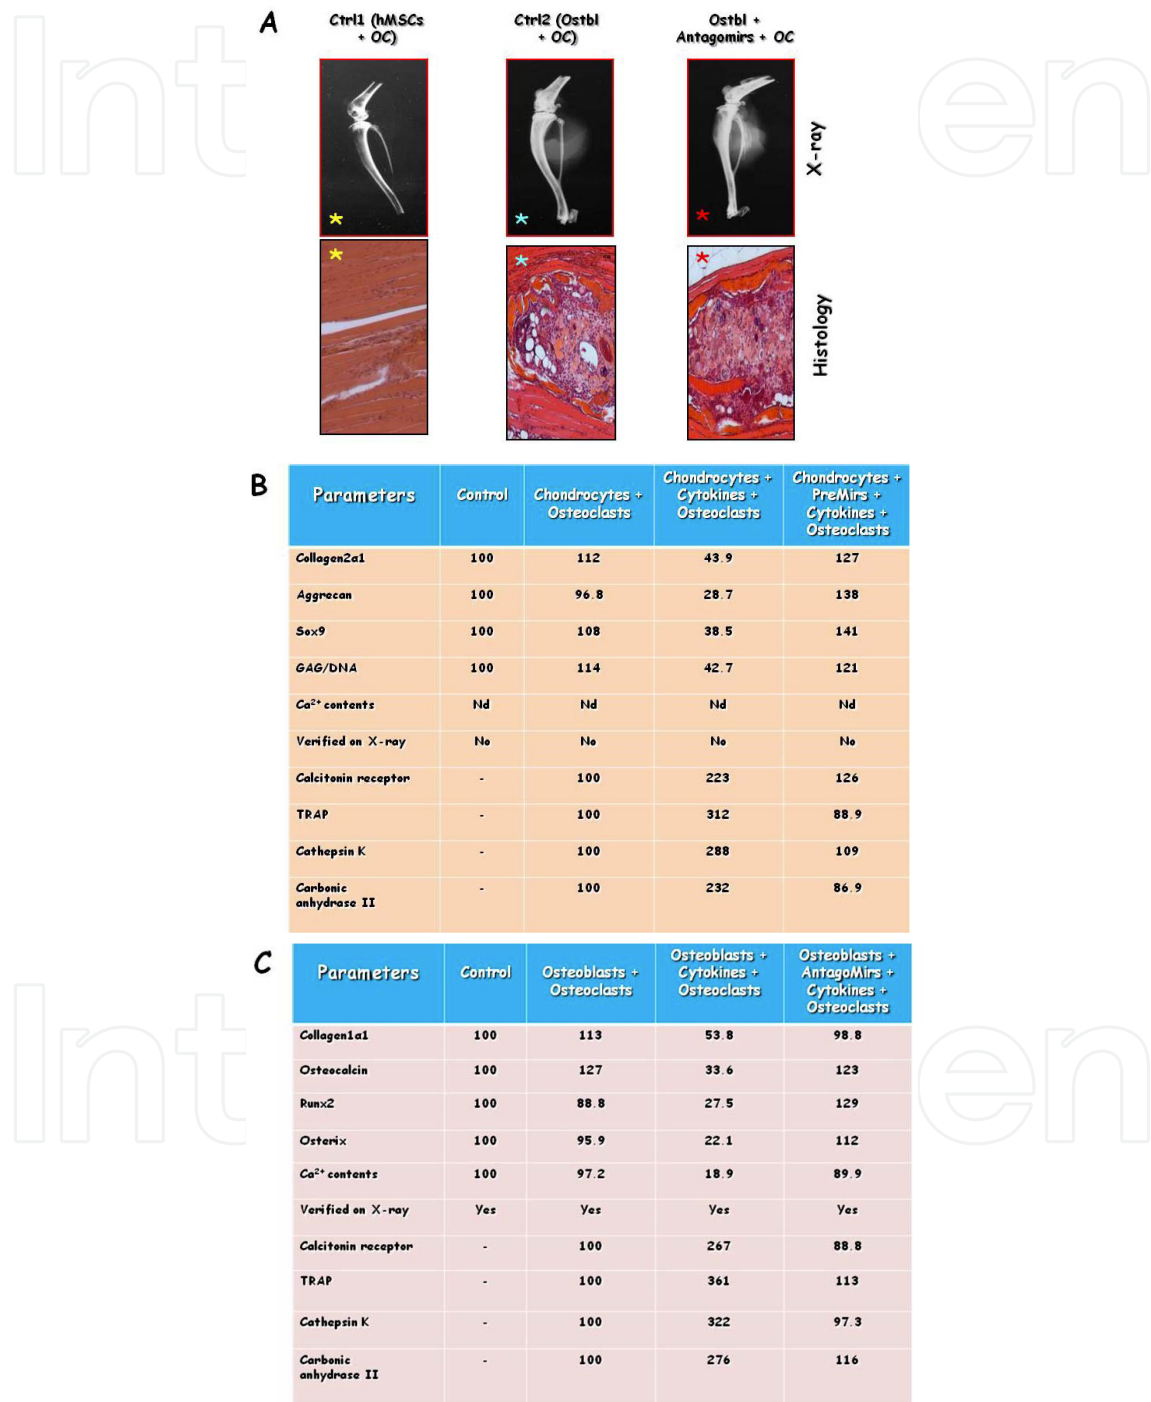 A
Ctrl1 (hMSCs
+ OC)
Ctrl2 (Ostbl
+ OC)
Ostbl +
Antagomirs + OC
X-ray
Histology
B
Parameters
Control
Chondrocytes +
Osteoclasts
Chondrocytes +
Cytokines +
Osteoclasts
Chondrocytes +
PreMirs +
Cytokines +
Osteoclasts
Collagen2a1 100 112 43.9 127
Aggrecan 100 96.8 28.7 138
Sox9 100 108 38.5 141
GAG/DNA 100 114 42.7 121
Ca²⁺ contents Nd Nd Nd Nd
Verified on X-ray No No No No
Calcitonin receptor - 100 223 126
TRAP - 100 312 88.9
Cathepsin K - 100 288 109
Carbonic
anhydrase II - 100 232 86.9
C
Parameters
Control
Osteoblasts +
Osteoclasts
Osteoblasts +
Cytokines +
Osteoclasts
Osteoblasts +
AntagoMirs +
Cytokines +
Osteoclasts
Collagen1a1 100 113 53.8 98.8
Osteocalcin 100 127 33.6 123
Runx2 100 88.8 27.5 129
Osterix 100 95.9 22.1 112
Ca²⁺ contents 100 97.2 18.9 89.9
Verified on X-ray Yes Yes Yes Yes
Calcitonin receptor - 100 267 88.8
TRAP - 100 361 113
Cathepsin K - 100 322 97.3
Carbonic
anhydrase II - 100 276 116
Int
en
Int
en